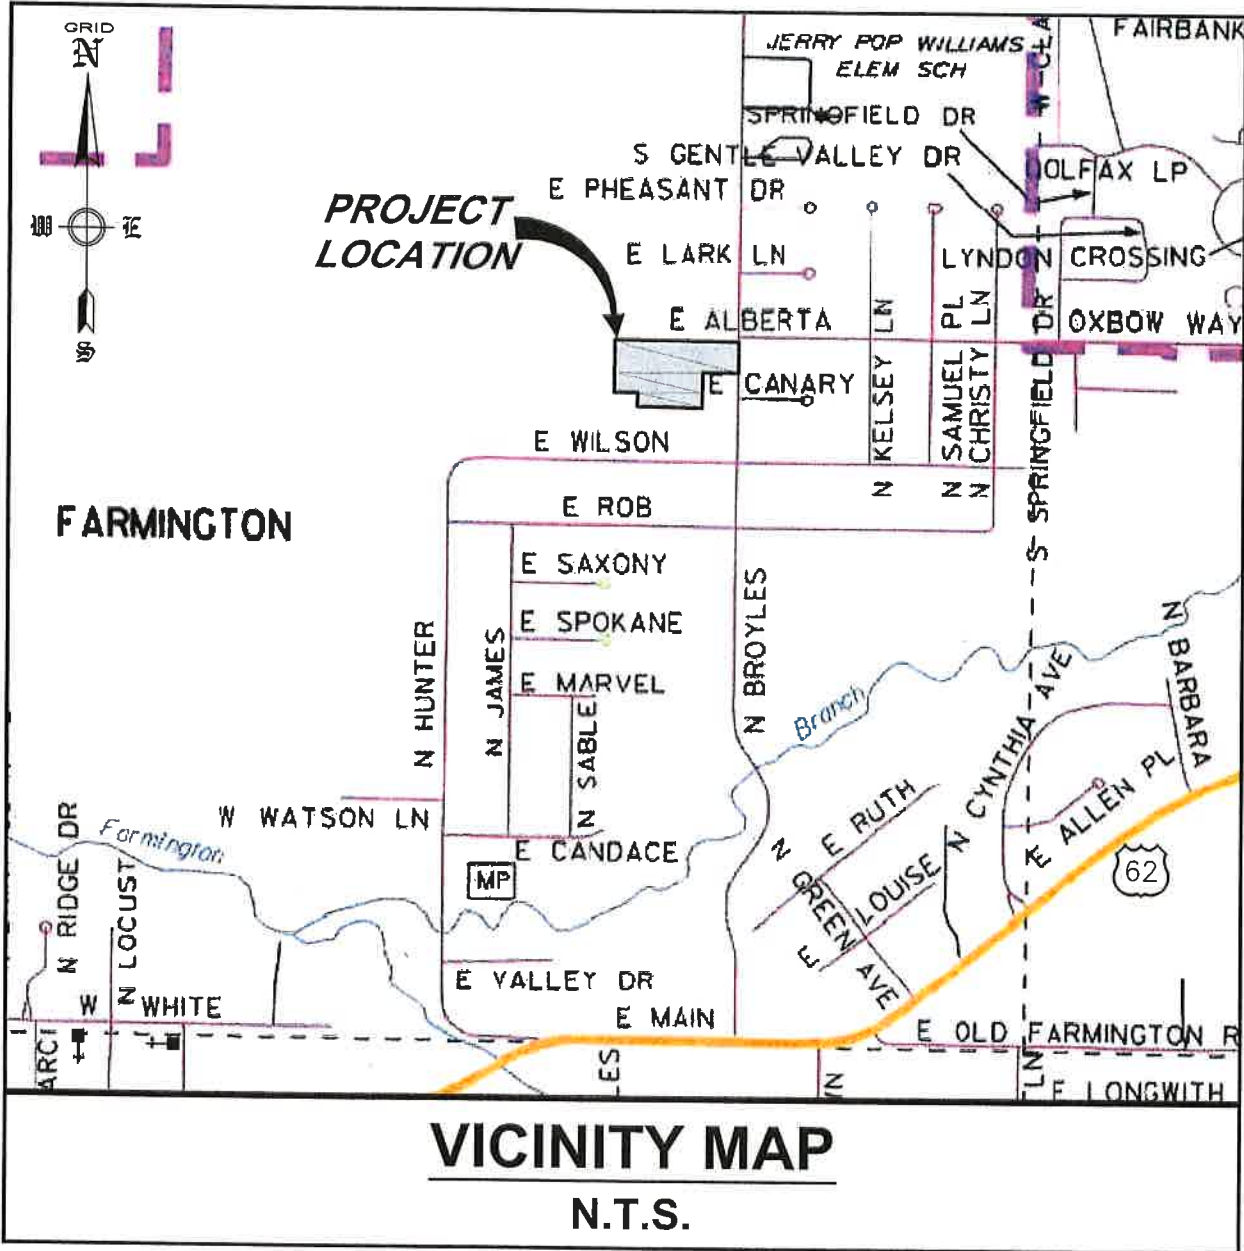 GRID
N
W
E
S
JERRY POP WILLIAMS
ELEM SCH
FAIRBANK
SPRINGFIELD DR
S GENTLE VALLEY DR
E PHEASANT DR
COLFAX LP
PROJECT
LOCATION
E LARK LN
LYNDON CROSSING
E ALBERTA
OXBOW WAY
E CANARY
N KELSEY LN
N SAMUEL PL
N CHRISTY LN
S SPRINGFIELD DR
E WILSON
E ROB
FARMINGTON
E SAXONY
E SPOKANE
E MARVEL
N HUNTER
N JAMES
N SABLE
N BROYLES
Branch
N BARBARA
N CYNTHIA AVE
E ALLEN PL
E RUTH
E LOUISE
N GREEN AVE
62
W WATSON LN
E CANDACE
MP
Farmington
N RIDGE DR
N LOCUST
W WHITE
E VALLEY DR
E MAIN
E OLD FARMINGTON R
ARCI
LES
LN
E LONGWITH
VICINITY MAP
N.T.S.